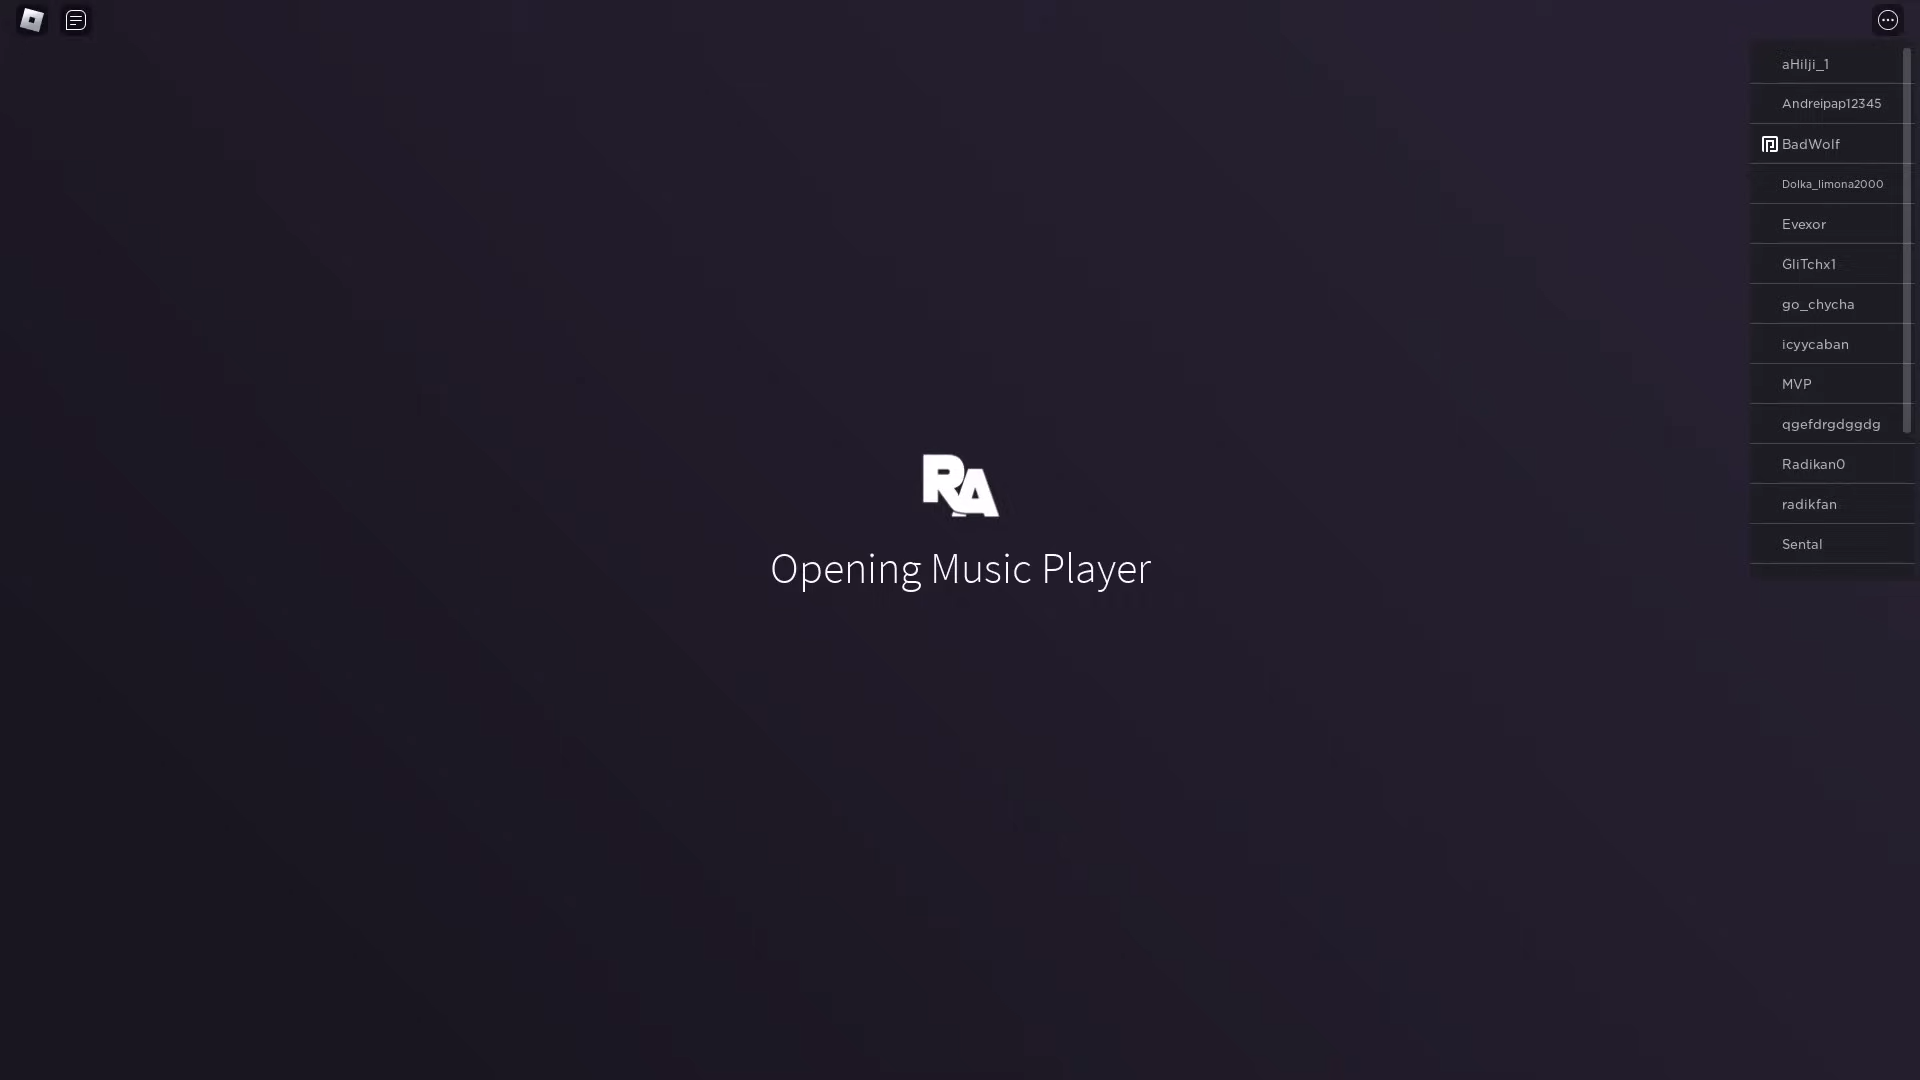 aHilji_1
Andreipap12345
BadWolf
Dolka_limona2000
Evexor
GliTchx1
go_chycha
icyycaban
MVP
qgefdrgdggdg
Radikan0
radikfan
Sental
RA
Opening Music Player